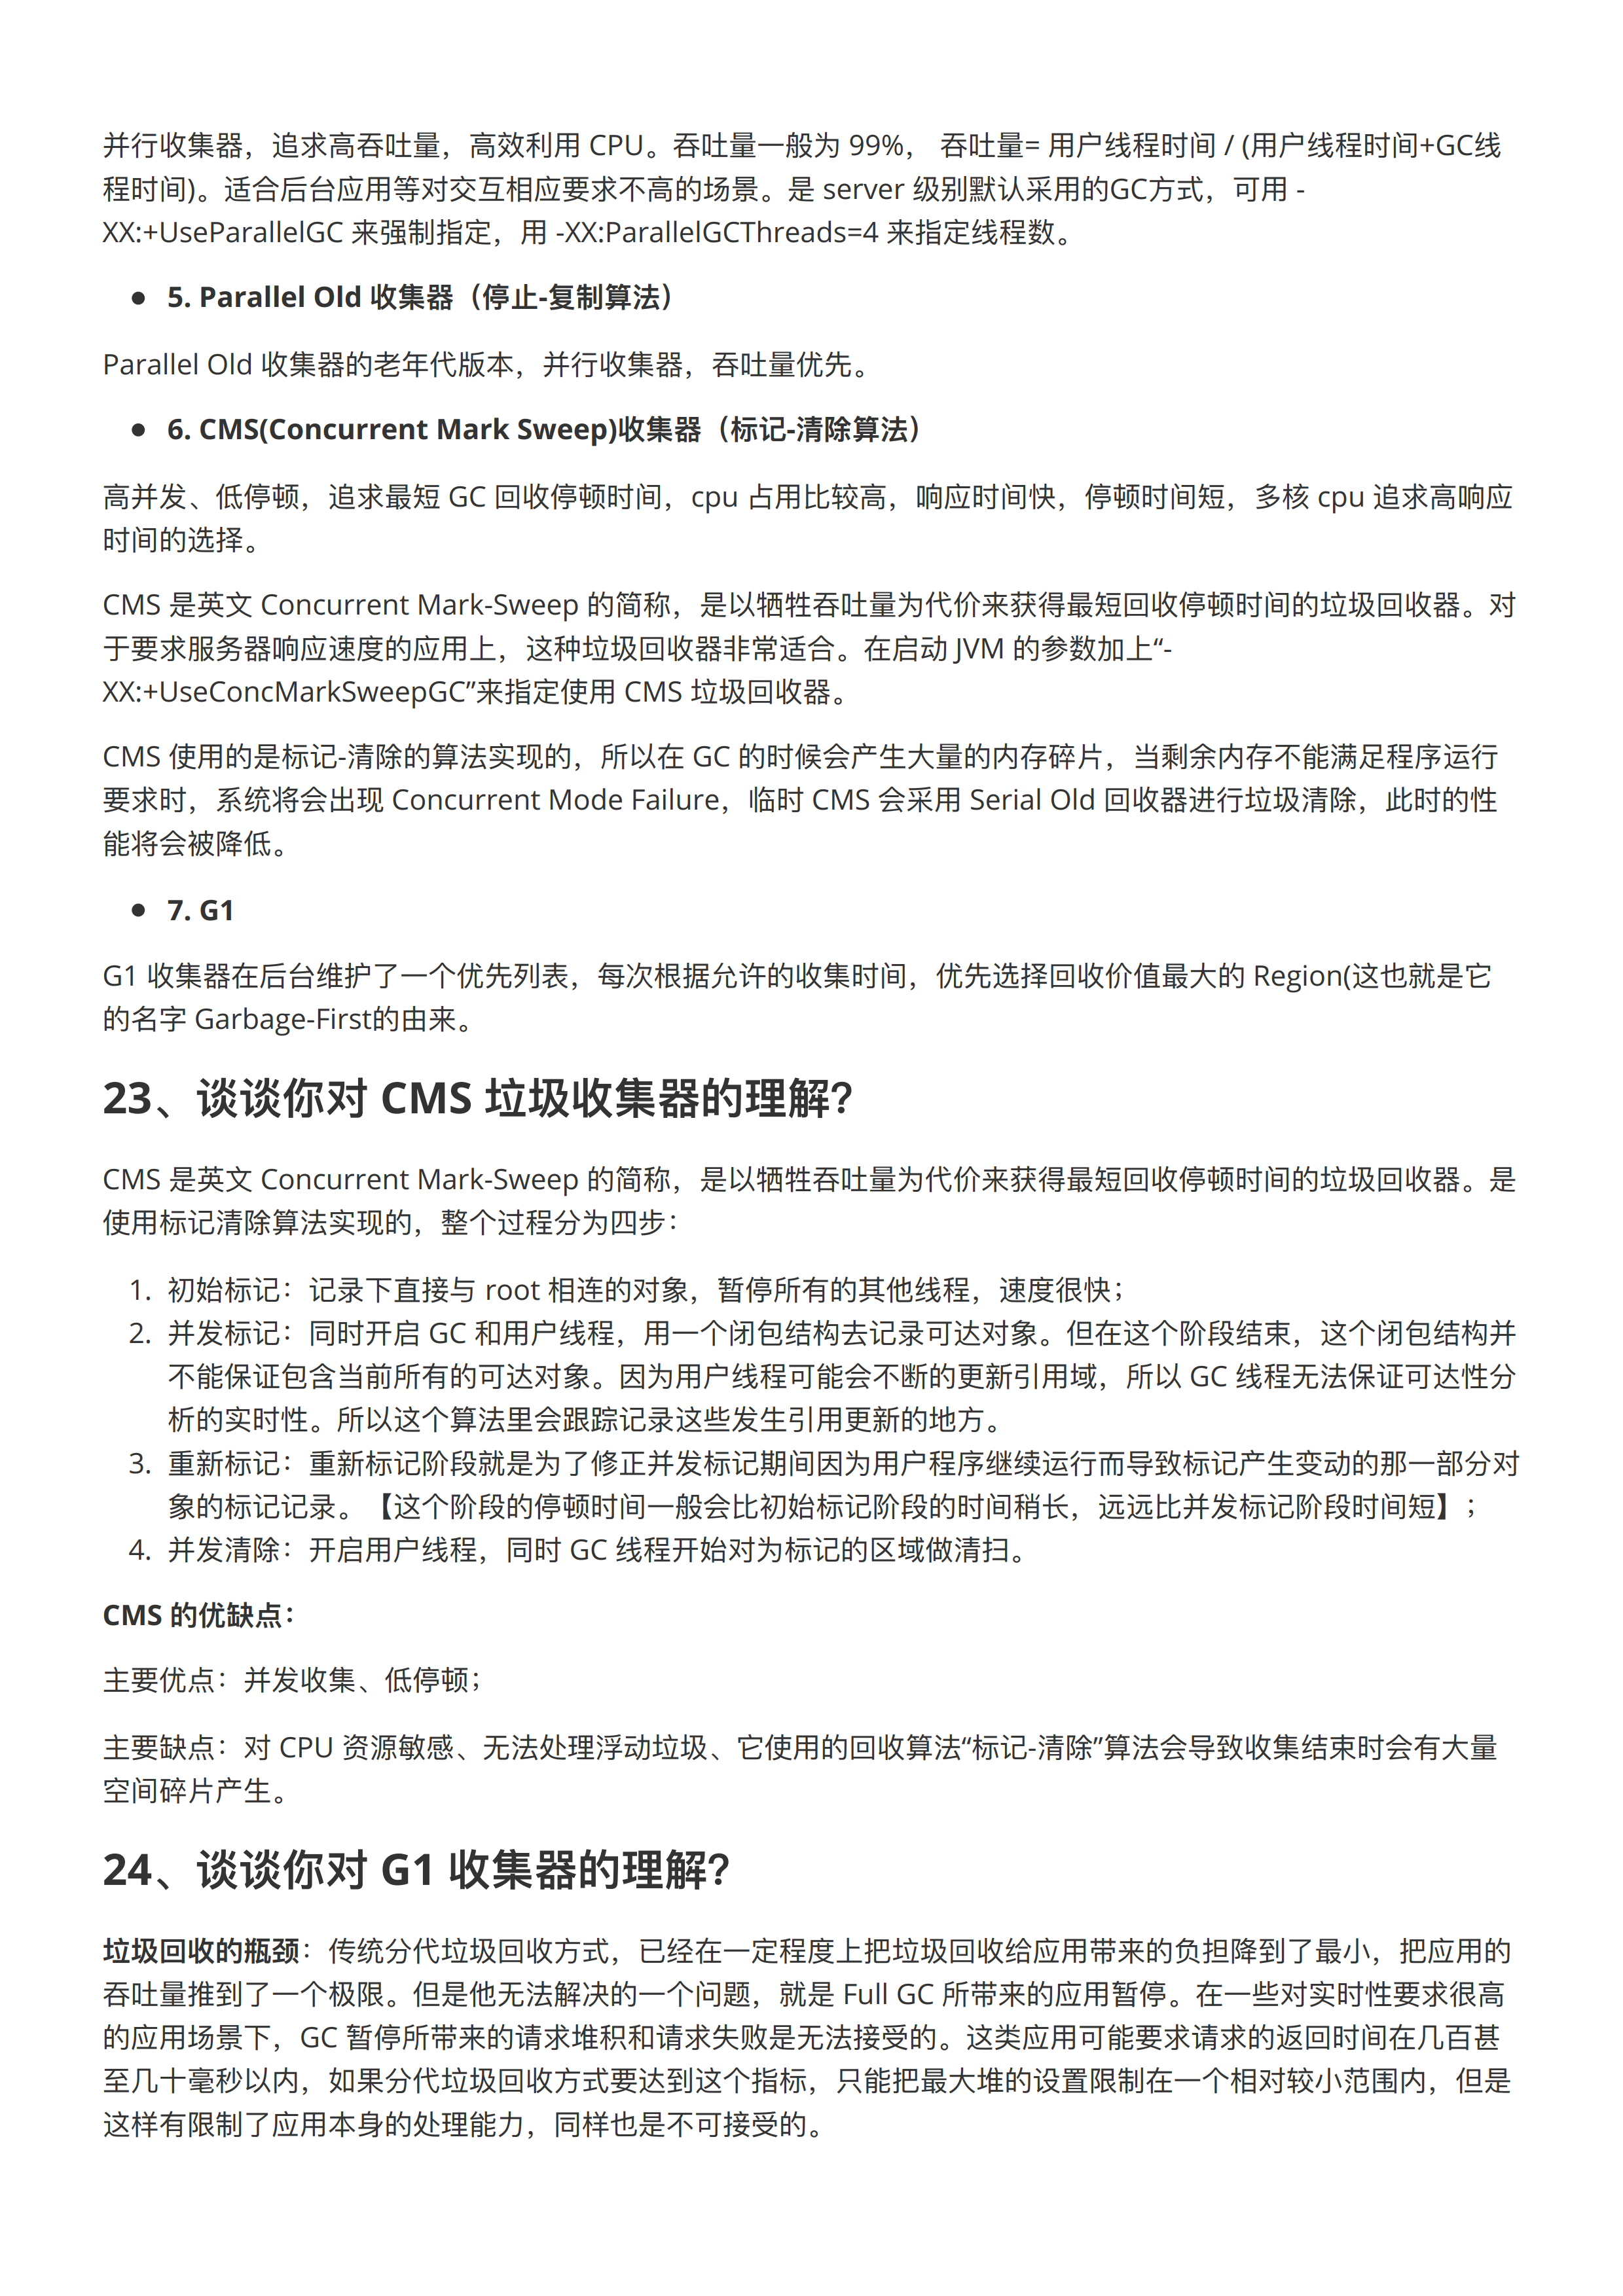 并行收集器，追求高吞吐量，高效利用 CPU。吞吐量一般为 99%， 吞吐量= 用户线程时间 / (用户线程时间+GC线
程时间)。适合后台应用等对交互相应要求不高的场景。是 server 级别默认采用的GC方式，可用 -
XX:+UseParallelGC 来强制指定，用 -XX:ParallelGCThreads=4 来指定线程数。
• 5. Parallel Old 收集器（停止-复制算法）
Parallel Old 收集器的老年代版本，并行收集器，吞吐量优先。
• 6. CMS(Concurrent Mark Sweep)收集器（标记-清除算法）
高并发、低停顿，追求最短 GC 回收停顿时间，cpu 占用比较高，响应时间快，停顿时间短，多核 cpu 追求高响应
时间的选择。
CMS 是英文 Concurrent Mark-Sweep 的简称，是以牺牲吞吐量为代价来获得最短回收停顿时间的垃圾回收器。对
于要求服务器响应速度的应用上，这种垃圾回收器非常适合。在启动 JVM 的参数加上“-
XX:+UseConcMarkSweepGC”来指定使用 CMS 垃圾回收器。
CMS 使用的是标记-清除的算法实现的，所以在 GC 的时候会产生大量的内存碎片，当剩余内存不能满足程序运行
要求时，系统将会出现 Concurrent Mode Failure，临时 CMS 会采用 Serial Old 回收器进行垃圾清除，此时的性
能将会被降低。
• 7. G1
G1 收集器在后台维护了一个优先列表，每次根据允许的收集时间，优先选择回收价值最大的 Region(这也就是它
的名字 Garbage-First的由来。
23、谈谈你对 CMS 垃圾收集器的理解？
CMS 是英文 Concurrent Mark-Sweep 的简称，是以牺牲吞吐量为代价来获得最短回收停顿时间的垃圾回收器。是
使用标记清除算法实现的，整个过程分为四步：
1. 初始标记：记录下直接与 root 相连的对象，暂停所有的其他线程，速度很快；
2. 并发标记：同时开启 GC 和用户线程，用一个闭包结构去记录可达对象。但在这个阶段结束，这个闭包结构并
不能保证包含当前所有的可达对象。因为用户线程可能会不断的更新引用域，所以 GC 线程无法保证可达性分
析的实时性。所以这个算法里会跟踪记录这些发生引用更新的地方。
3. 重新标记：重新标记阶段就是为了修正并发标记期间因为用户程序继续运行而导致标记产生变动的那一部分对
象的标记记录。【这个阶段的停顿时间一般会比初始标记阶段的时间稍长，远远比并发标记阶段时间短】；
4. 并发清除：开启用户线程，同时 GC 线程开始对为标记的区域做清扫。
CMS 的优缺点：
主要优点：并发收集、低停顿；
主要缺点：对 CPU 资源敏感、无法处理浮动垃圾、它使用的回收算法“标记-清除”算法会导致收集结束时会有大量
空间碎片产生。
24、谈谈你对 G1 收集器的理解？
垃圾回收的瓶颈：传统分代垃圾回收方式，已经在一定程度上把垃圾回收给应用带来的负担降到了最小，把应用的
吞吐量推到了一个极限。但是他无法解决的一个问题，就是 Full GC 所带来的应用暂停。在一些对实时性要求很高
的应用场景下，GC 暂停所带来的请求堆积和请求失败是无法接受的。这类应用可能要求请求的返回时间在几百甚
至几十毫秒以内，如果分代垃圾回收方式要达到这个指标，只能把最大堆的设置限制在一个相对较小范围内，但是
这样有限制了应用本身的处理能力，同样也是不可接受的。